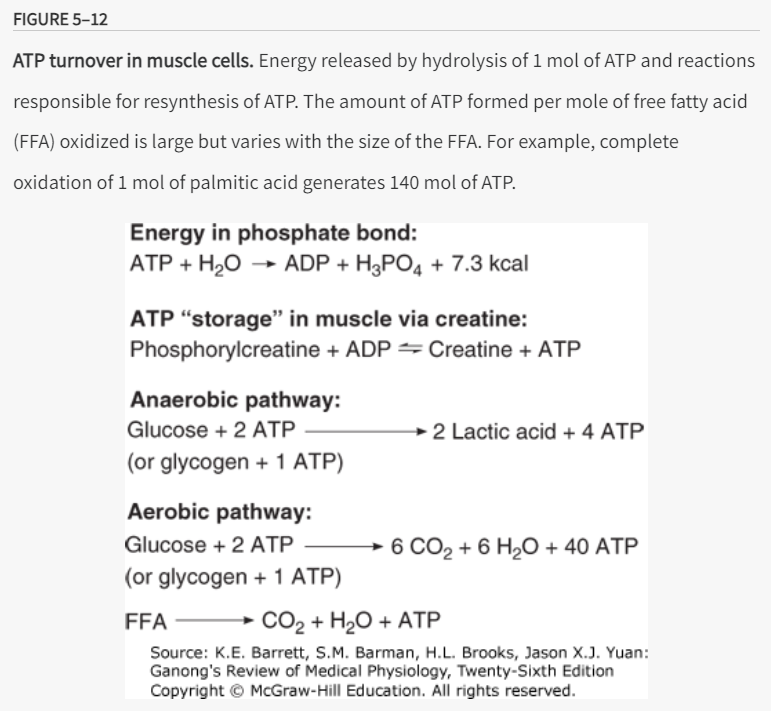 FIGURE 5–12
ATP turnover in muscle cells. Energy released by hydrolysis of 1 mol of ATP and reactions
responsible for resynthesis of ATP. The amount of ATP formed per mole of free fatty acid
(FFA) oxidized is large but varies with the size of the FFA. For example, complete
oxidation of 1 mol of palmitic acid generates 140 mol of ATP.
Energy in phosphate bond:
ATP + H₂O → ADP + H₃PO₄ + 7.3 kcal
ATP “storage” in muscle via creatine:
Phosphorylcreatine + ADP ⇌ Creatine + ATP
Anaerobic pathway:
Glucose + 2 ATP → 2 Lactic acid + 4 ATP
(or glycogen + 1 ATP)
Aerobic pathway:
Glucose + 2 ATP → 6 CO₂ + 6 H₂O + 40 ATP
(or glycogen + 1 ATP)
FFA → CO₂ + H₂O + ATP
Source: K.E. Barrett, S.M. Barman, H.L. Brooks, Jason X.J. Yuan:
Ganong's Review of Medical Physiology, Twenty-Sixth Edition
Copyright © McGraw-Hill Education. All rights reserved.